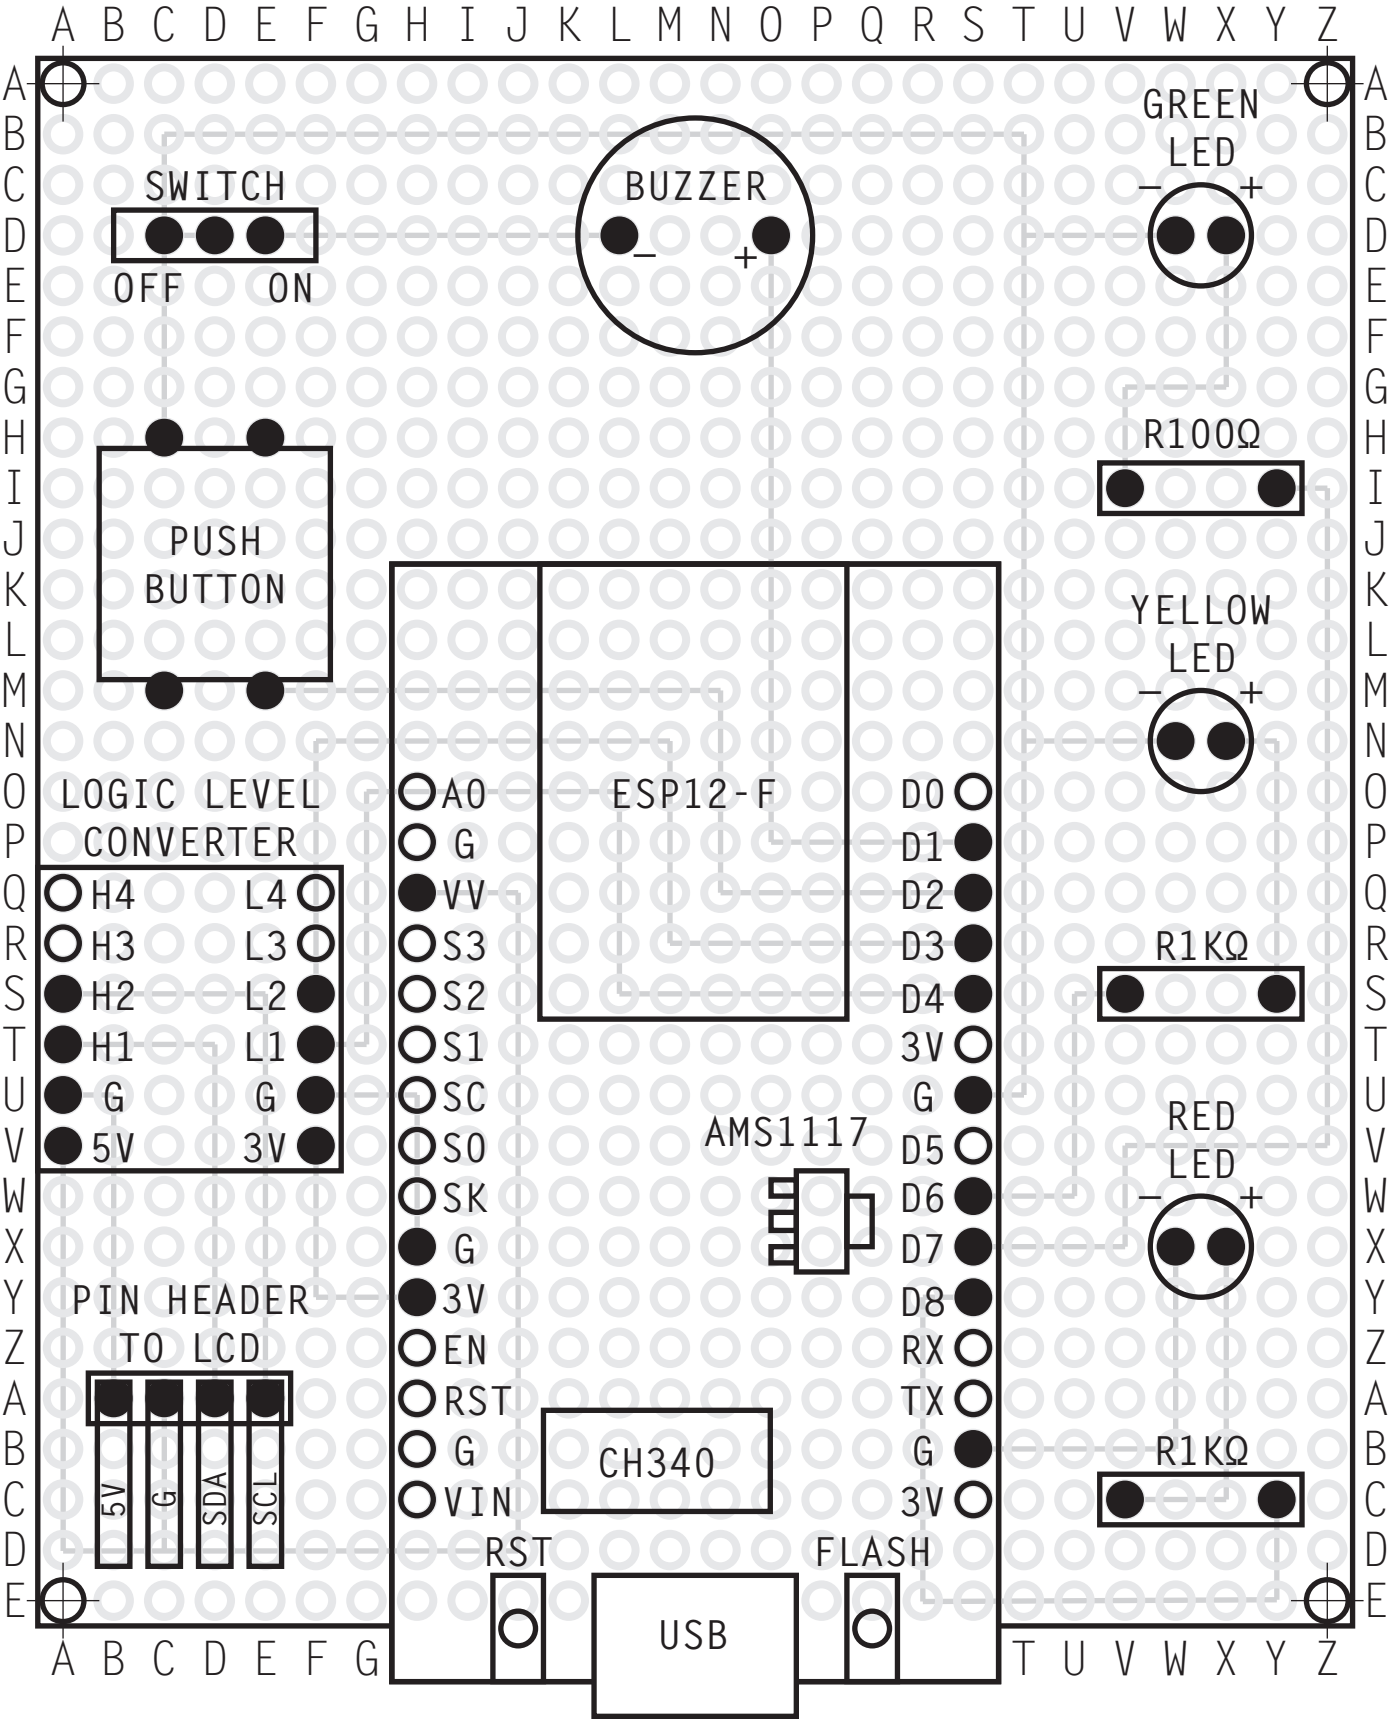 A B C D E F G H I J K L M N O P Q R S T U V W X Y Z
A A
GREEN
B B
LED
C SWITCH BUZZER − + C
D D
− +
E OFF ON E
F F
G G
H R100Ω H
I I
J PUSH J
K BUTTON K
YELLOW
L LED L
M − + M
N N
O LOGIC LEVEL A0 ESP12-F D0 O
P CONVERTER G D1 P
Q H4 L4 VV D2 Q
R H3 L3 S3 D3 R1KΩ R
S H2 L2 S2 D4 S
T H1 L1 S1 3V T
U G G SC G U
AMS1117 RED
V 5V 3V S0 D5 V
LED
W SK D6 − + W
X G D7 X
Y PIN HEADER 3V D8 Y
Z TO LCD EN RX Z
A RST TX A
B G CH340 G R1KΩ B
C 5V G SDA SCL VIN 3V C
D RST FLASH D
E E
USB
A B C D E F G T U V W X Y Z